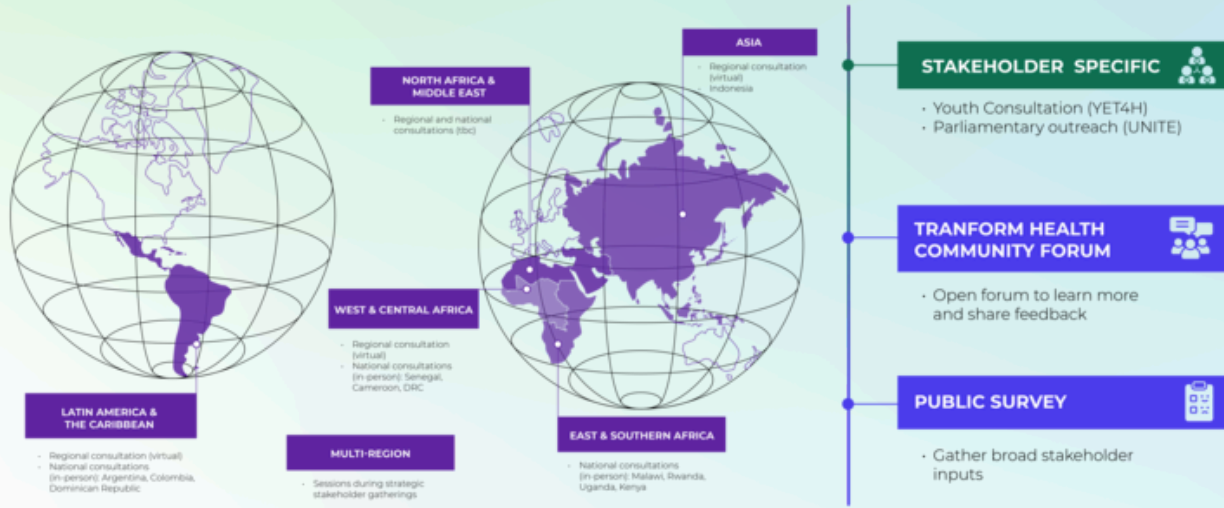 ASIA
- Regional consultation
(virtual)
- Indonesia
NORTH AFRICA &
MIDDLE EAST
- Regional and national
consultations (tbc)
WEST & CENTRAL AFRICA
- Regional consultation
(virtual)
- National consultations
(in-person): Senegal,
Cameroon, DRC
LATIN AMERICA &
THE CARIBBEAN
- Regional consultation (virtual)
- National consultations
(in-person): Argentina, Colombia,
Dominican Republic
MULTI-REGION
- Sessions during strategic
stakeholder gatherings
EAST & SOUTHERN AFRICA
- National consultations
(in-person): Malawi, Rwanda,
Uganda, Kenya
STAKEHOLDER SPECIFIC
• Youth Consultation (YET4H)
• Parliamentary outreach (UNITE)
TRANFORM HEALTH
COMMUNITY FORUM
• Open forum to learn more
and share feedback
PUBLIC SURVEY
• Gather broad stakeholder
inputs